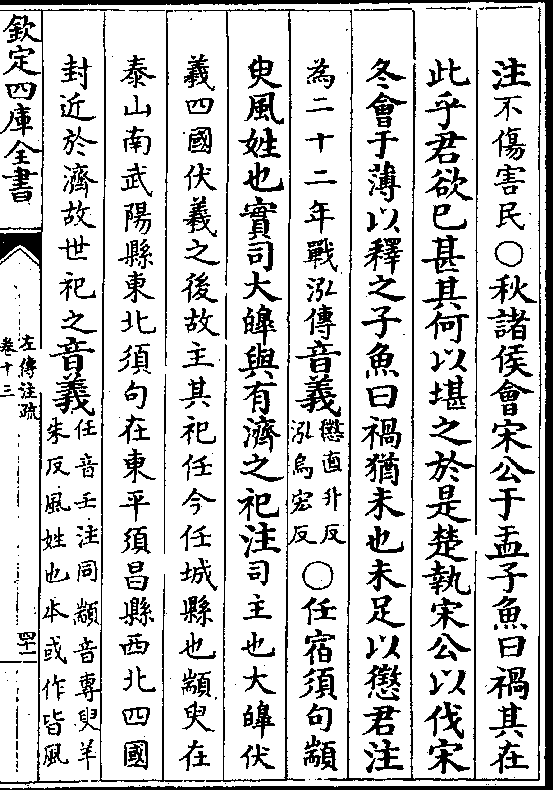 注不傷害民○秋諸侯會宋公于盂子魚曰禍其在
此乎君欲已甚其何以堪之於是楚執宋公以伐宋
冬會于薄以釋之子魚曰禍猶未也未足以懲君注
為二十二年戰泓傳音義懲直升反
泓烏宏反○任宿須句顓
臾風姓也實司大皞與有濟之祀注司主也大皞伏
羲四國伏羲之後故主其祀任今任城縣也顓臾在
泰山南武陽縣東北須句在東平須昌縣西北四國
封近於濟故世祀之音義任音壬注同顓音專臾羊
朱反風姓也本或作皆風
欽定四庫全書
左傳注疏
卷十三
四十一